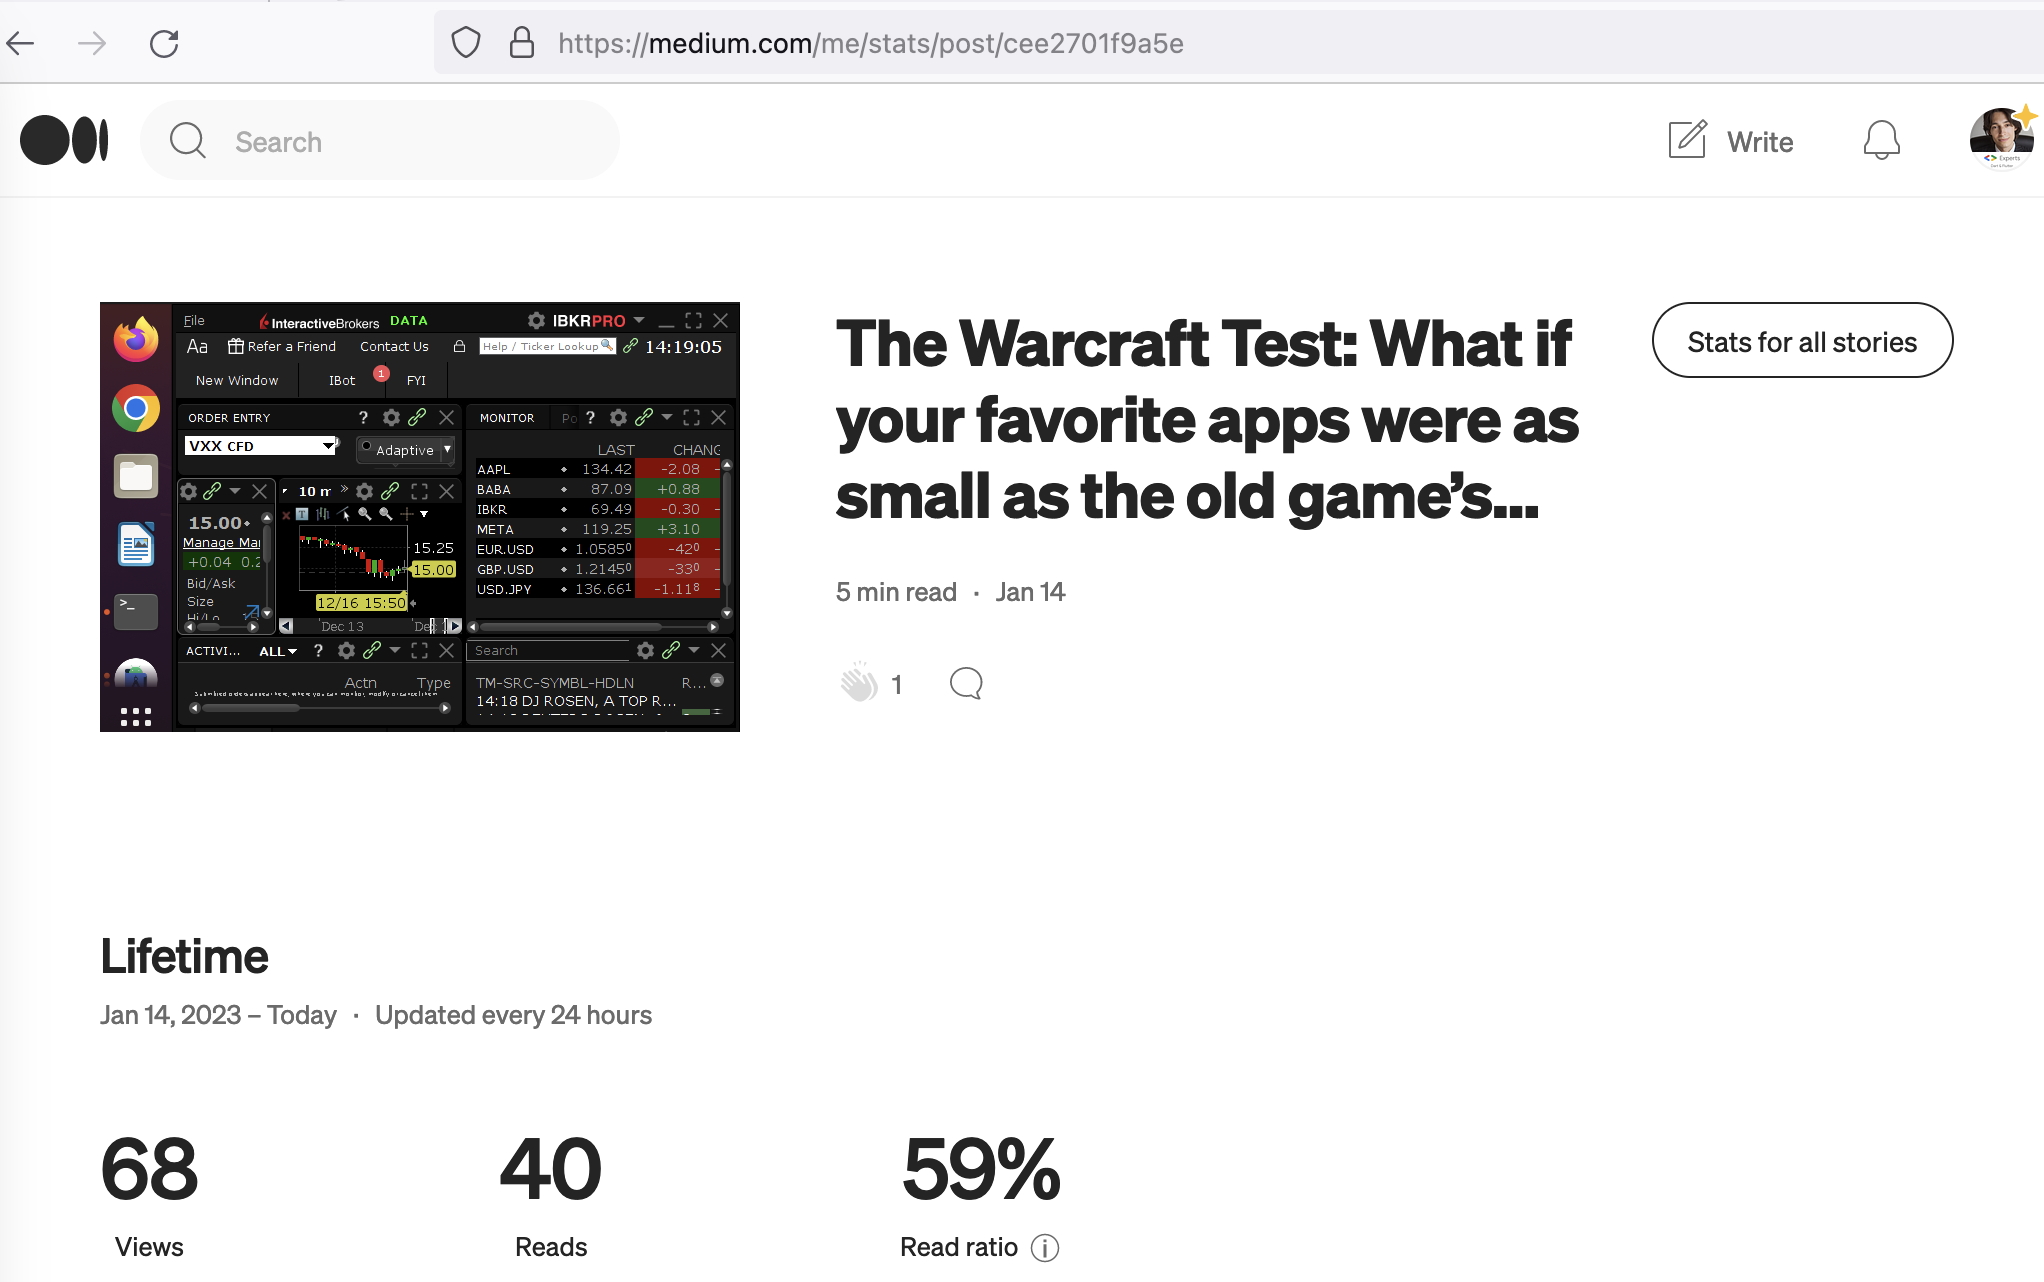 https://medium.com/me/stats/post/cee2701f9a5e
Search
Write
Experts
File
InteractiveBrokers DATA
IBKRPRO
Aa Refer a Friend Contact Us
Help / Ticker Lookup
14:19:05
New Window IBot 1 FYI
ORDER ENTRY ?
VXX CFD
Adaptive
10 m »
15.00
Manage Mar
+0.04 0.2
Bid/Ask
Size
Hi/Lo
15.25
15.00
12/16 15:50
Dec 13
MONITOR Po ?
LAST CHANG
AAPL 134.42 -2.08
BABA 87.09 +0.88
IBKR 69.49 -0.30
META 119.25 +3.10
EUR.USD 1.0585⁰ -42⁰
GBP.USD 1.2145⁰ -33⁰
USD.JPY 136.66¹ -1.11⁸
ACTIVI... ALL ?
Actn Type
Search
TM-SRC-SYMBL-HDLN R...
14:18 DJ ROSEN, A TOP R...
The Warcraft Test: What if
your favorite apps were as
small as the old game’s...
Stats for all stories
5 min read · Jan 14
1
Lifetime
Jan 14, 2023 – Today · Updated every 24 hours
68
Views
40
Reads
59%
Read ratio